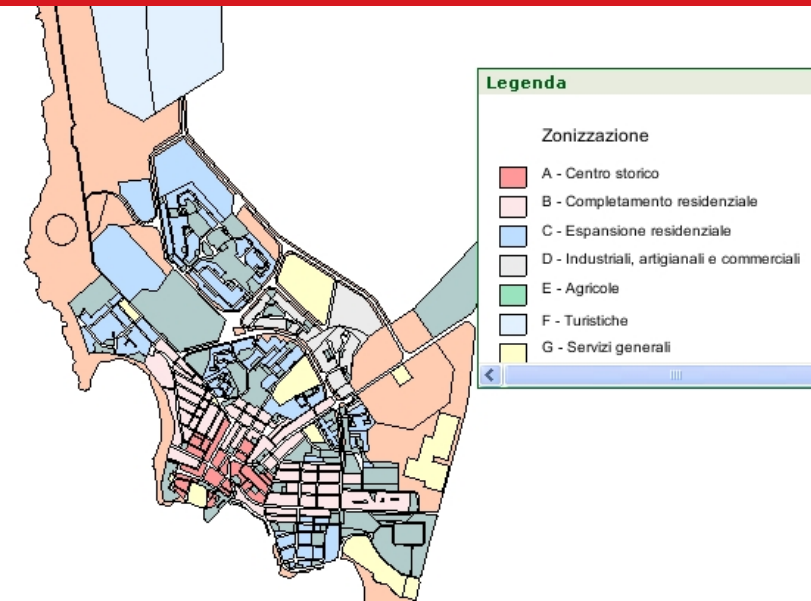 Legenda
Zonizzazione
A - Centro storico
B - Completamento residenziale
C - Espansione residenziale
D - Industriali, artigianali e commerciali
E - Agricole
F - Turistiche
G - Servizi generali